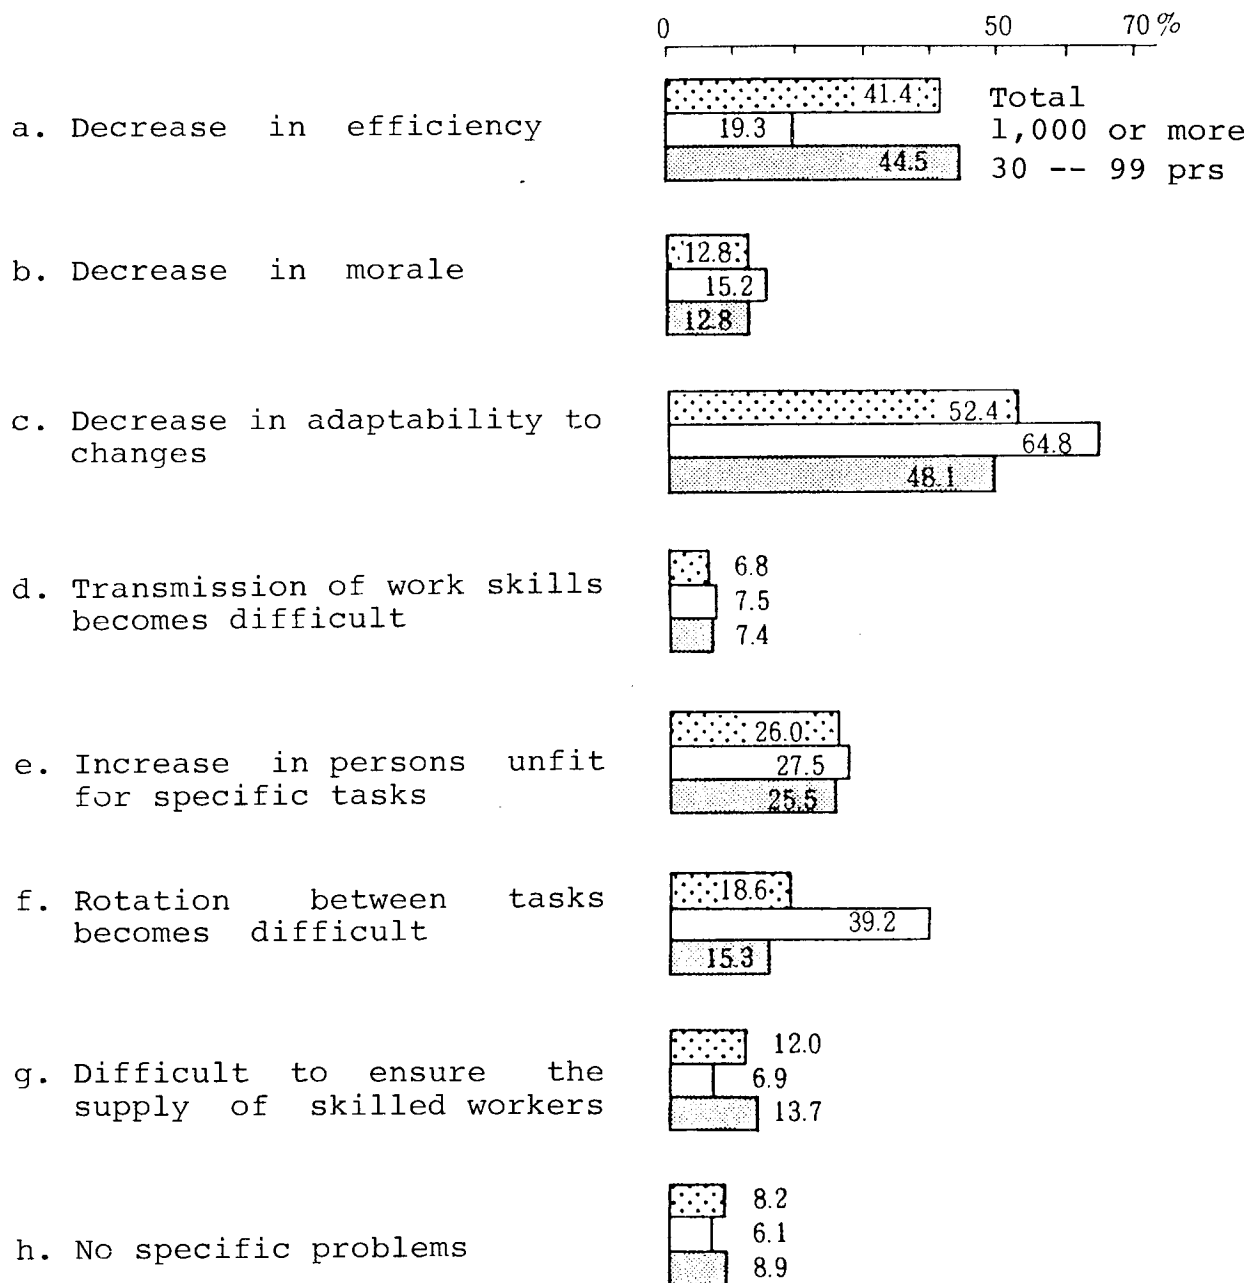 0 50 70 %
a. Decrease in efficiency
41.4
19.3
44.5
Total
1,000 or more
30 -- 99 prs
b. Decrease in morale
12.8
15.2
12.8
c. Decrease in adaptability to
changes
52.4
64.8
48.1
d. Transmission of work skills
becomes difficult
6.8
7.5
7.4
e. Increase in persons unfit
for specific tasks
26.0
27.5
25.5
f. Rotation between tasks
becomes difficult
18.6
39.2
15.3
g. Difficult to ensure the
supply of skilled workers
12.0
6.9
13.7
h. No specific problems
8.2
6.1
8.9